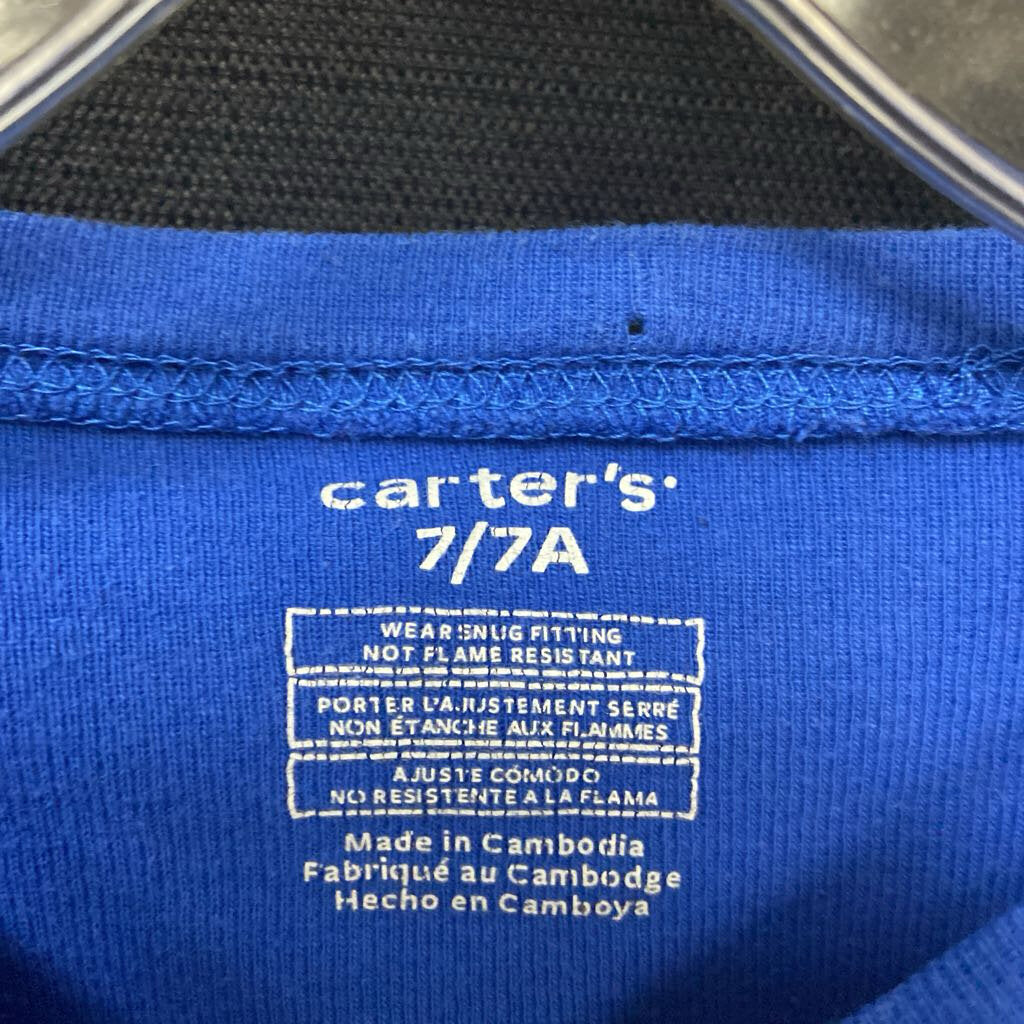 carter's
7/7A
WEAR SNUG FITTING
NOT FLAME RESISTANT
PORTER L'AJUSTEMENT SERRÉ
NON ÉTANCHE AUX FLAMMES
AJUSTE CÓMODO
NO RESISTENTE A LA FLAMA
Made in Cambodia
Fabriqué au Cambodge
Hecho en Camboya